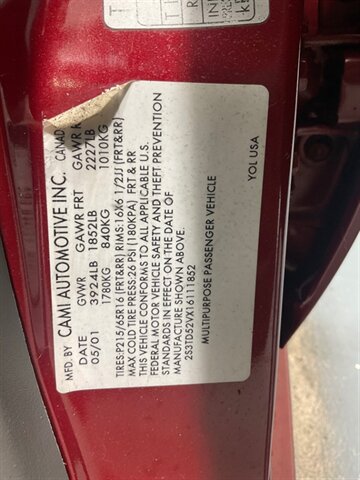 MFD. BY CAMI AUTOMOTIVE INC. CANAD
DATE GVWR GAWR FRT GAWR R
05/01 3924LB 1852LB 2227LB
1780KG 840KG 1010KG
TIRES:P215/65R16 (FRT&RR) RIMS:16X6 1/2JJ (FRT&RR)
MAX COLD TIRE PRESS:26 PSI (180KPA) FRT & RR
THIS VEHICLE CONFORMS TO ALL APPLICABLE U.S.
FEDERAL MOTOR VEHICLE SAFETY AND THEFT PREVENTION
STANDARDS IN EFFECT ON THE DATE OF
MANUFACTURE SHOWN ABOVE.
2S3TD52VX16111852
MULTIPURPOSE PASSENGER VEHICLE
YOL USA